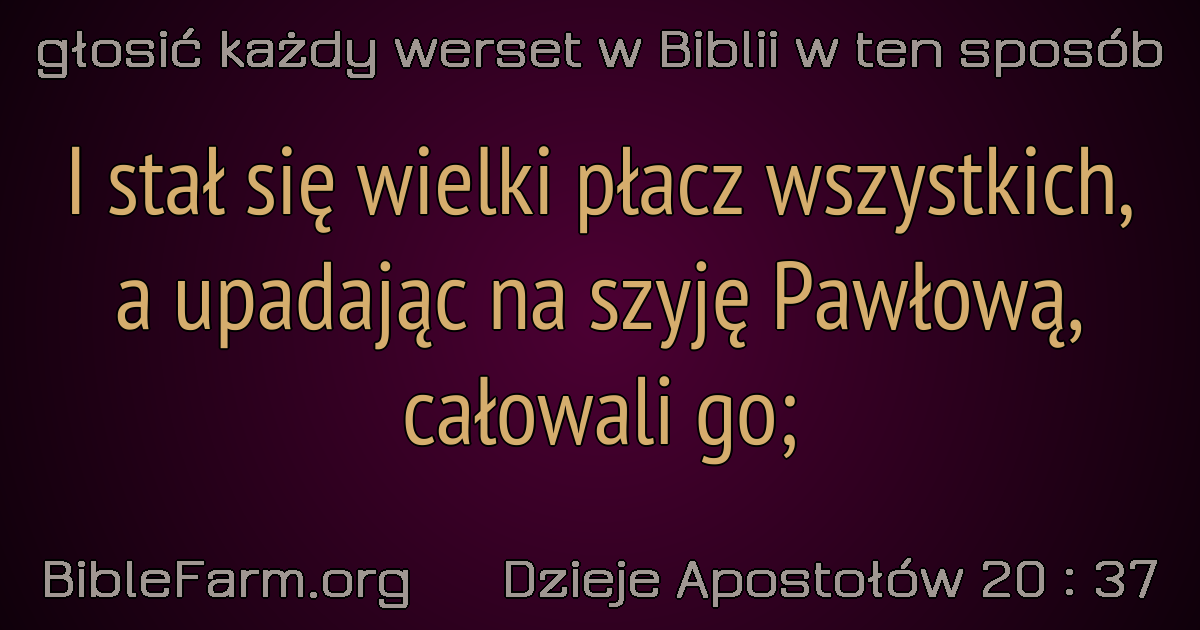 głosić każdy werset w Biblii w ten sposób
I stał się wielki płacz wszystkich,
a upadając na szyję Pawłową,
całowali go;
BibleFarm.org Dzieje Apostołów 20 : 37